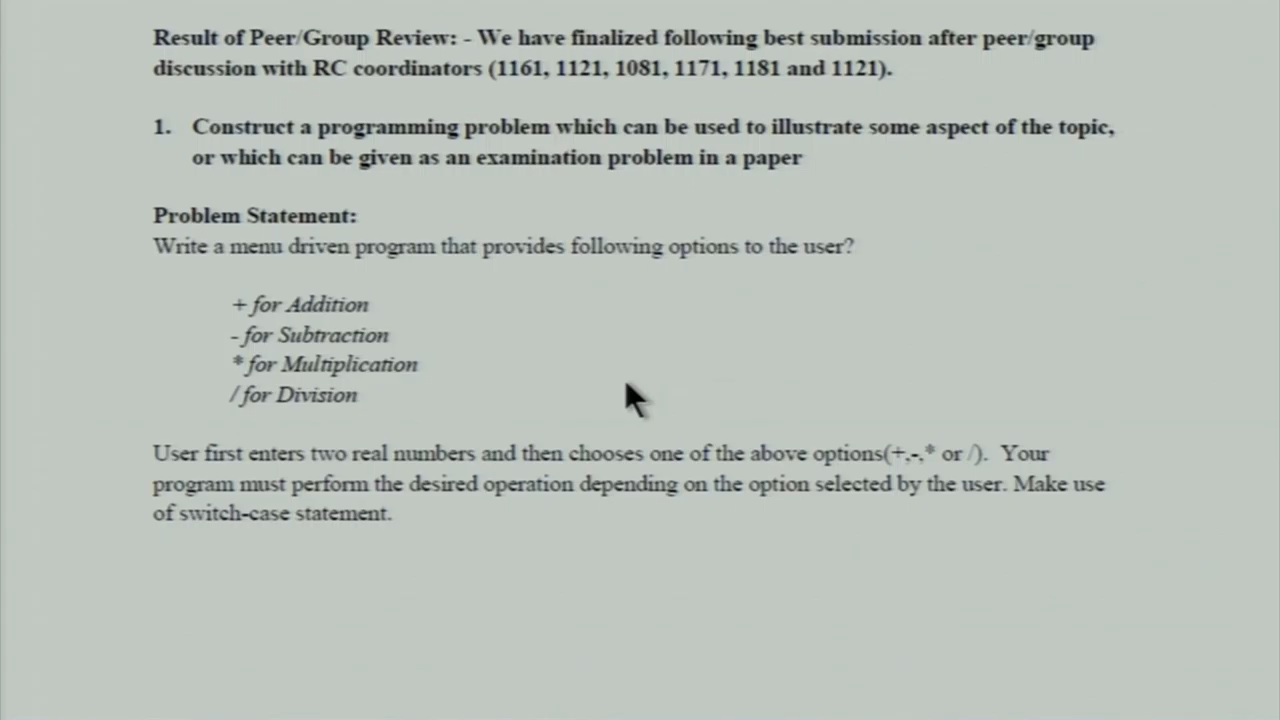 Result of Peer/Group Review: - We have finalized following best submission after peer/group
discussion with RC coordinators (1161, 1121, 1081, 1171, 1181 and 1121).
1. Construct a programming problem which can be used to illustrate some aspect of the topic,
or which can be given as an examination problem in a paper
Problem Statement:
Write a menu driven program that provides following options to the user?
+ for Addition
- for Subtraction
* for Multiplication
/ for Division
User first enters two real numbers and then chooses one of the above options(+,-,* or /). Your
program must perform the desired operation depending on the option selected by the user. Make use
of switch-case statement.